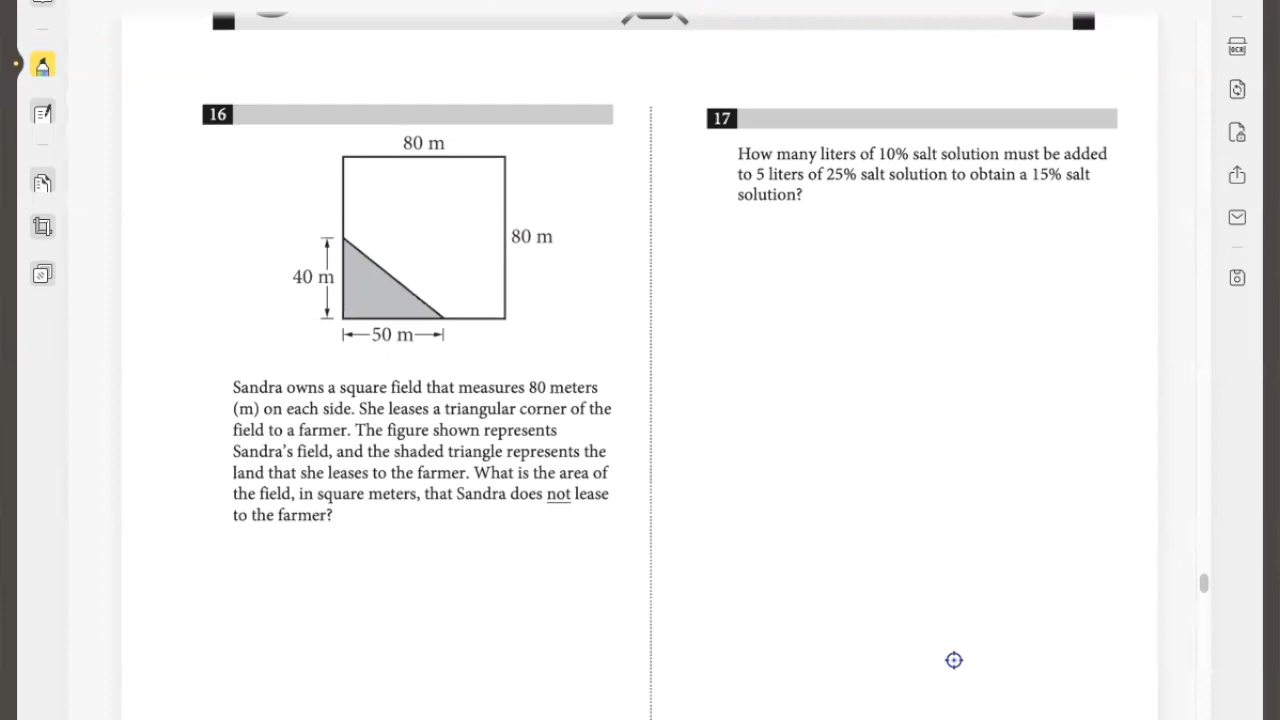 16
80 m
80 m
40 m
50 m
Sandra owns a square field that measures 80 meters
(m) on each side. She leases a triangular corner of the
field to a farmer. The figure shown represents
Sandra's field, and the shaded triangle represents the
land that she leases to the farmer. What is the area of
the field, in square meters, that Sandra does not lease
to the farmer?
17
How many liters of 10% salt solution must be added
to 5 liters of 25% salt solution to obtain a 15% salt
solution?
OCR